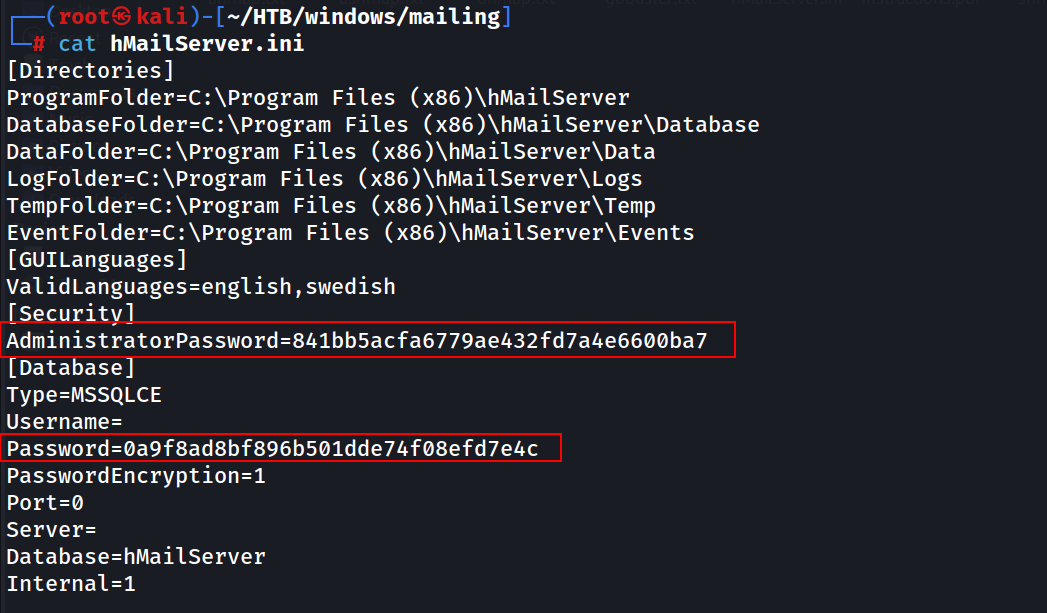 ┌──(root㉿kali)-[~/HTB/windows/mailing]
└─# cat hMailServer.ini
[Directories]
ProgramFolder=C:\Program Files (x86)\hMailServer
DatabaseFolder=C:\Program Files (x86)\hMailServer\Database
DataFolder=C:\Program Files (x86)\hMailServer\Data
LogFolder=C:\Program Files (x86)\hMailServer\Logs
TempFolder=C:\Program Files (x86)\hMailServer\Temp
EventFolder=C:\Program Files (x86)\hMailServer\Events
[GUILanguages]
ValidLanguages=english,swedish
[Security]
AdministratorPassword=841bb5acfa6779ae432fd7a4e6600ba7
[Database]
Type=MSSQLCE
Username=
Password=0a9f8ad8bf896b501dde74f08efd7e4c
PasswordEncryption=1
Port=0
Server=
Database=hMailServer
Internal=1